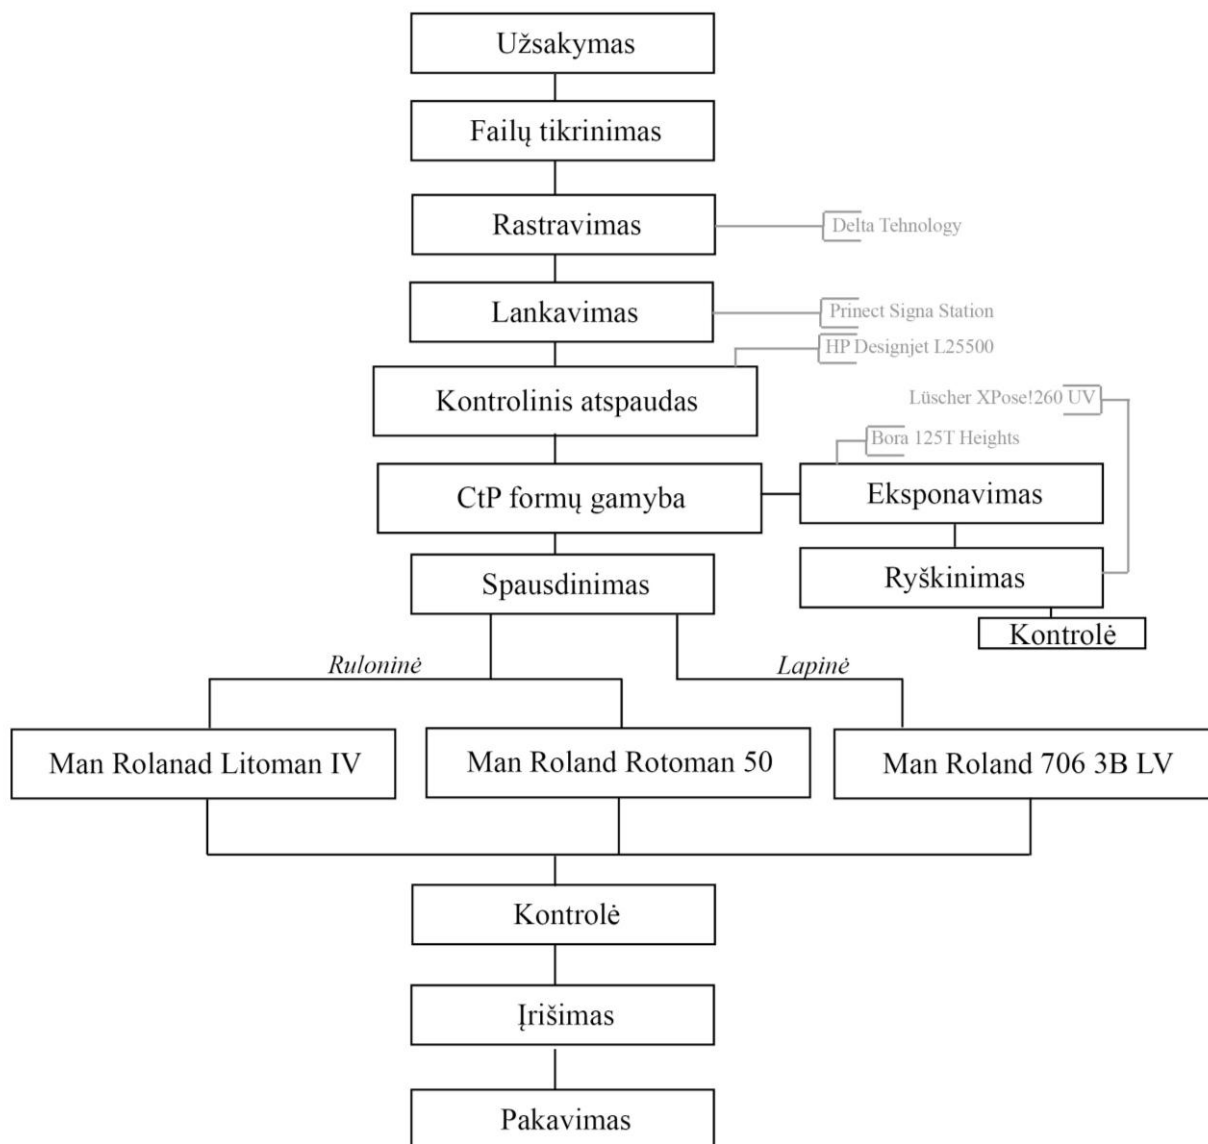 Užsakymas
Failų tikrinimas
Rastravimas
Delta Tehnology
Lankavimas
Prinect Signa Station
HP Designjet L25500
Kontrolinis atspaudas
Lüscher XPose!260 UV
Bora 125T Heights
CtP formų gamyba
Eksponavimas
Spausdinimas
Ryškinimas
Kontrolė
Ruloninė
Lapinė
Man Rolanad Litoman IV
Man Roland Rotoman 50
Man Roland 706 3B LV
Kontrolė
Įrišimas
Pakavimas